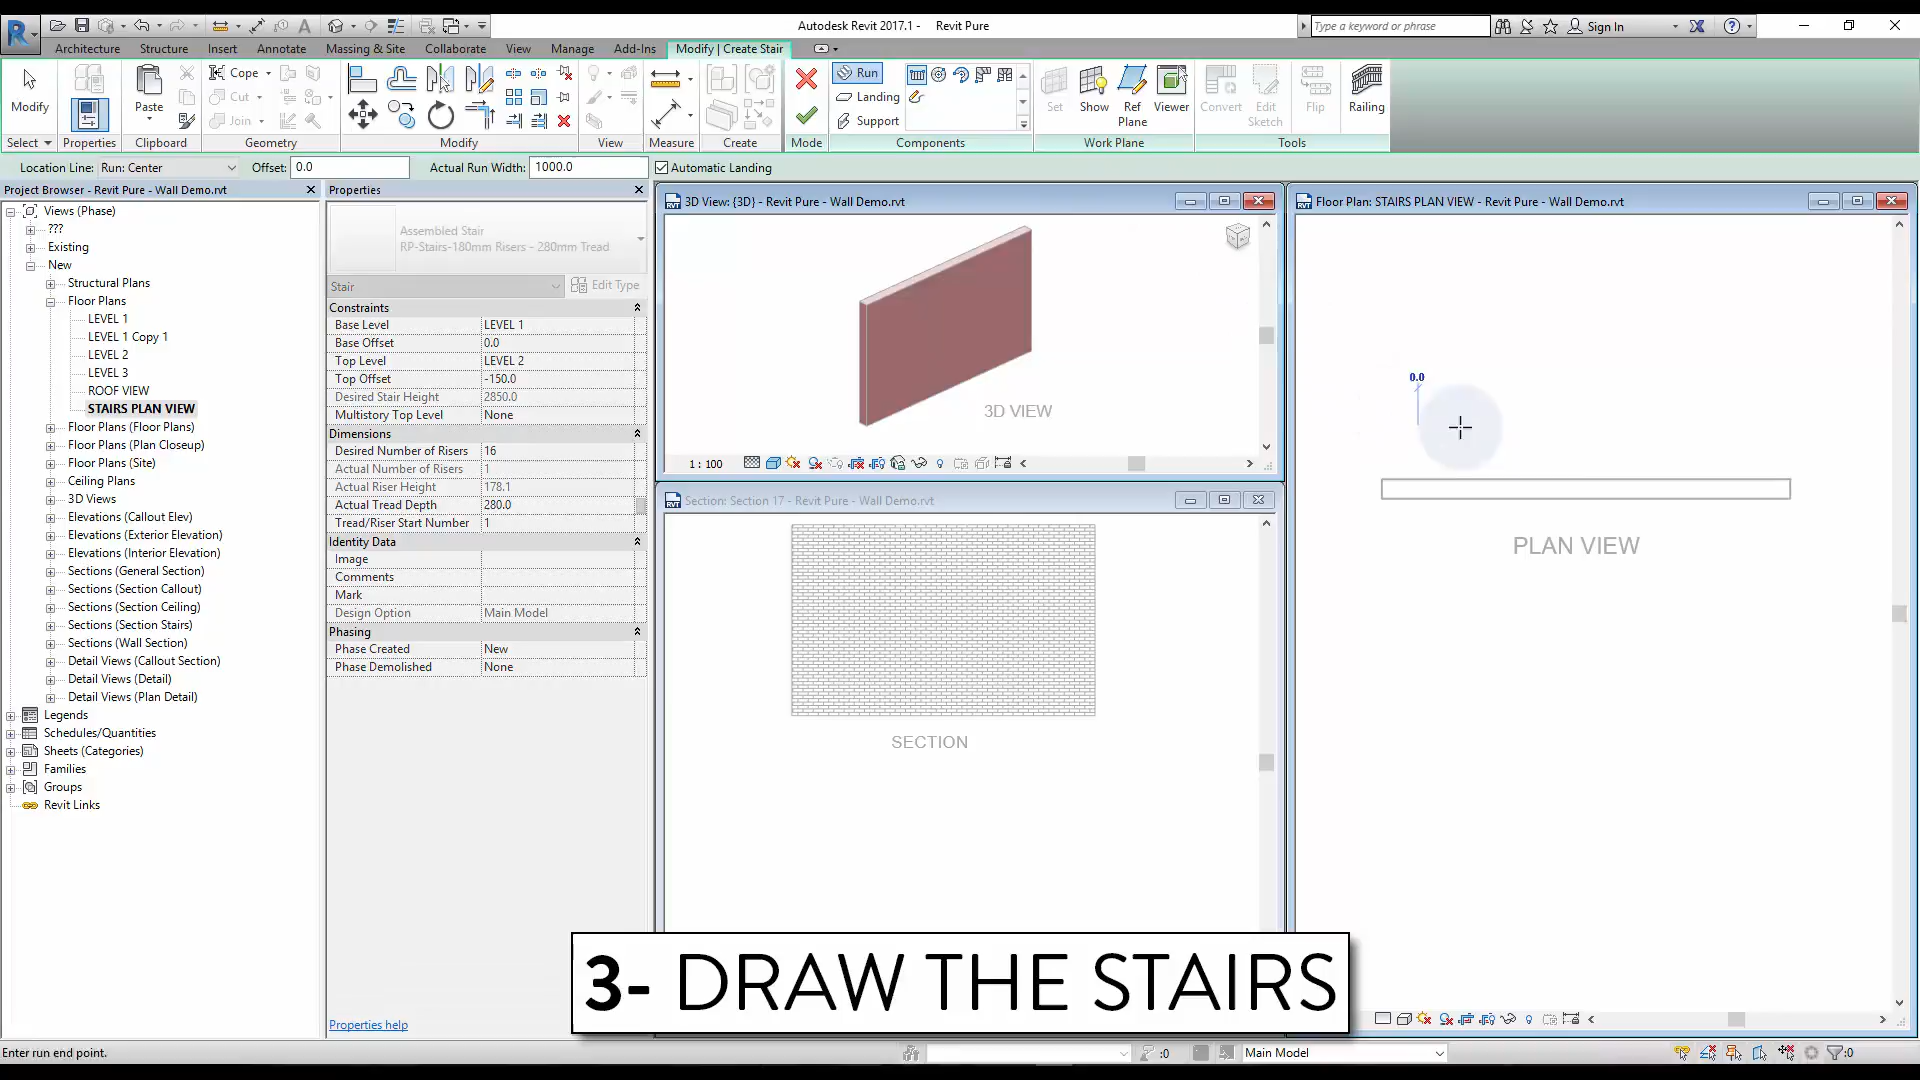 Autodesk Revit 2017.1 - Revit Pure
Type a keyword or phrase
Sign In
Architecture Structure Insert Annotate Massing & Site Collaborate View Manage Add-Ins Modify | Create Stair
Modify
Paste
Cope
Cut
Join
Run
Landing
Support
Set Show Ref Plane Viewer Convert Edit Sketch Flip Railing
Select Properties Clipboard Geometry Modify View Measure Create Mode Components Work Plane Tools
Location Line: Run: Center Offset: 0.0 Actual Run Width: 1000.0 Automatic Landing
Project Browser - Revit Pure - Wall Demo.rvt
Views (Phase)
???
Existing
New
Structural Plans
Floor Plans
LEVEL 1
LEVEL 1 Copy 1
LEVEL 2
LEVEL 3
ROOF VIEW
STAIRS PLAN VIEW
Floor Plans (Floor Plans)
Floor Plans (Plan Closeup)
Floor Plans (Site)
Ceiling Plans
3D Views
Elevations (Callout Elev)
Elevations (Exterior Elevation)
Elevations (Interior Elevation)
Sections (General Section)
Sections (Section Callout)
Sections (Section Ceiling)
Sections (Section Stairs)
Sections (Wall Section)
Detail Views (Callout Section)
Detail Views (Detail)
Detail Views (Plan Detail)
Legends
Schedules/Quantities
Sheets (Categories)
Families
Groups
Revit Links
Properties
Assembled Stair
RP-Stairs-180mm Risers - 280mm Tread
Stair Edit Type
Constraints
Base Level LEVEL 1
Base Offset 0.0
Top Level LEVEL 2
Top Offset -150.0
Desired Stair Height 2850.0
Multistory Top Level None
Dimensions
Desired Number of Risers 16
Actual Number of Risers 1
Actual Riser Height 178.1
Actual Tread Depth 280.0
Tread/Riser Start Number 1
Identity Data
Image
Comments
Mark
Design Option Main Model
Phasing
Phase Created New
Phase Demolished None
Properties help
3D View: {3D} - Revit Pure - Wall Demo.rvt
3D VIEW
1 : 100
Section: Section 17 - Revit Pure - Wall Demo.rvt
SECTION
Floor Plan: STAIRS PLAN VIEW - Revit Pure - Wall Demo.rvt
0.0
PLAN VIEW
3- DRAW THE STAIRS
Enter run end point.
:0
Main Model
:0